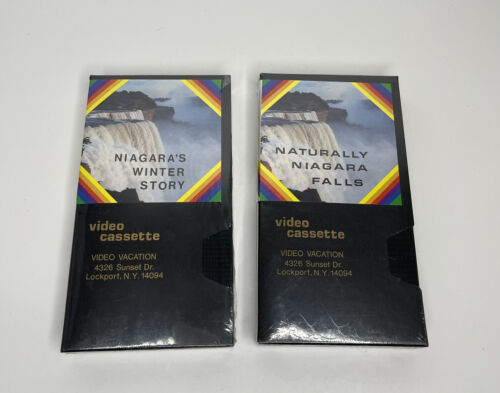 NIAGARA'S
WINTER
STORY
video
cassette
VIDEO VACATION
4326 Sunset Dr.
Lockport, N.Y. 14094
NATURALLY
NIAGARA
FALLS
video
cassette
VIDEO VACATION
4326 Sunset Dr.
Lockport, N.Y. 14094